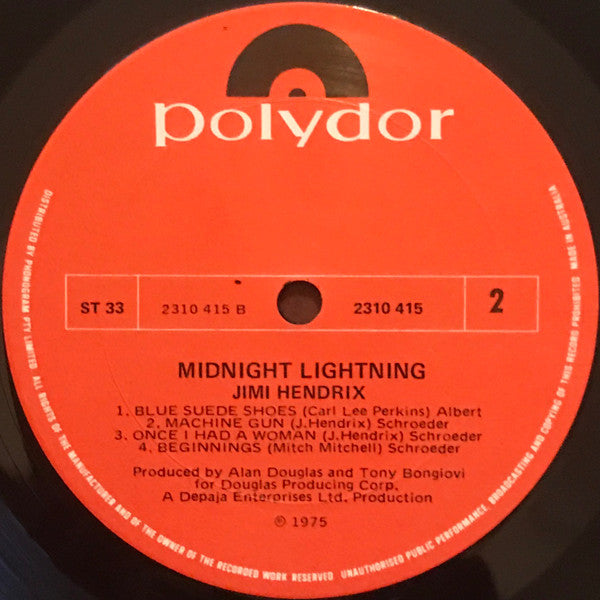 polydor
ST 33
2310 415 B
2310 415
2
MIDNIGHT LIGHTNING
JIMI HENDRIX
1. BLUE SUEDE SHOES (Carl Lee Perkins) Albert
2. MACHINE GUN (J.Hendrix) Schroeder
3. ONCE I HAD A WOMAN (J.Hendrix) Schroeder
4. BEGINNINGS (Mitch Mitchell) Schroeder
Produced by Alan Douglas and Tony Bongiovi
for Douglas Producing Corp.
A Depaja Enterprises Ltd. Production
℗ 1975
DISTRIBUTED BY PHONOGRAM PTY LIMITED ALL RIGHTS OF THE MANUFACTURER AND OF THE OWNER OF THE RECORDED WORK RESERVED. UNAUTHORISED PUBLIC PERFORMANCE, BROADCASTING AND COPYING OF THIS RECORD PROHIBITED MADE IN AUSTRALIA